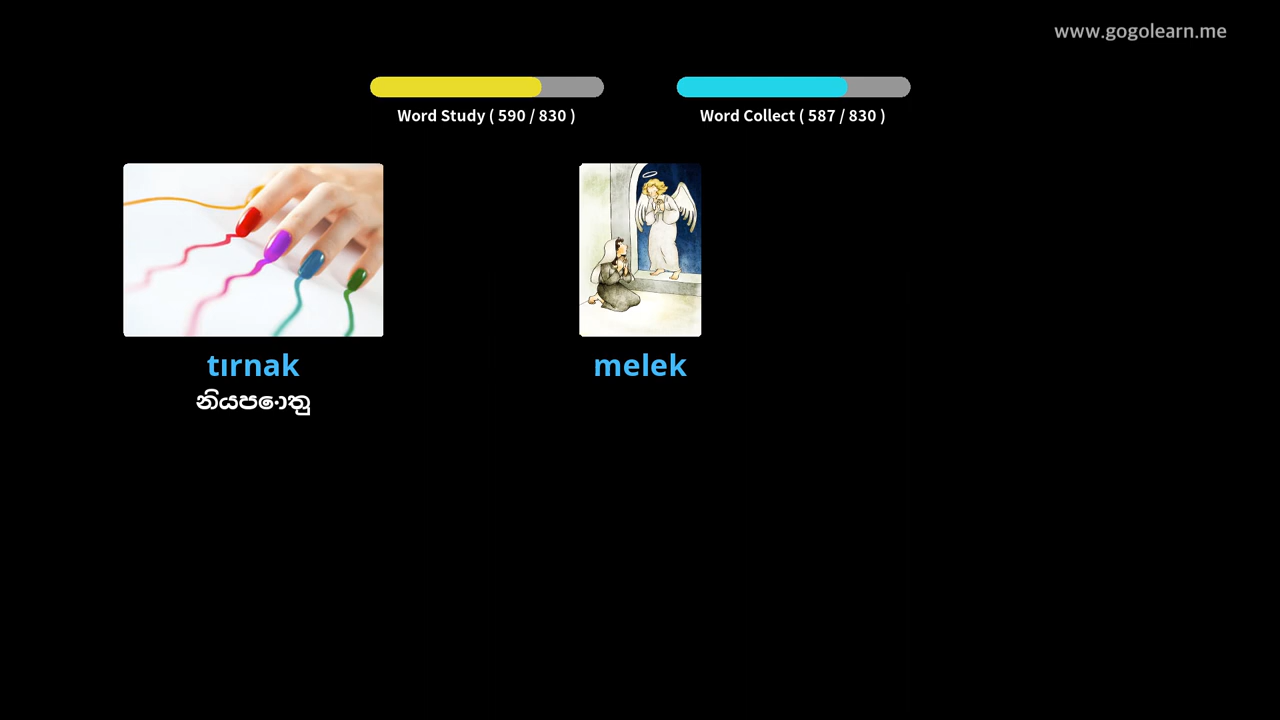 www.gogolearn.me
Word Study ( 590 / 830 )
Word Collect ( 587 / 830 )
tırnak
නියපොතු
melek